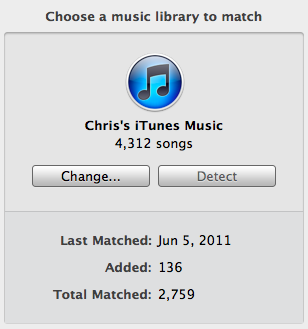 Choose a music library to match
Chris's iTunes Music
4,312 songs
Change... Detect
Last Matched: Jun 5, 2011
Added: 136
Total Matched: 2,759